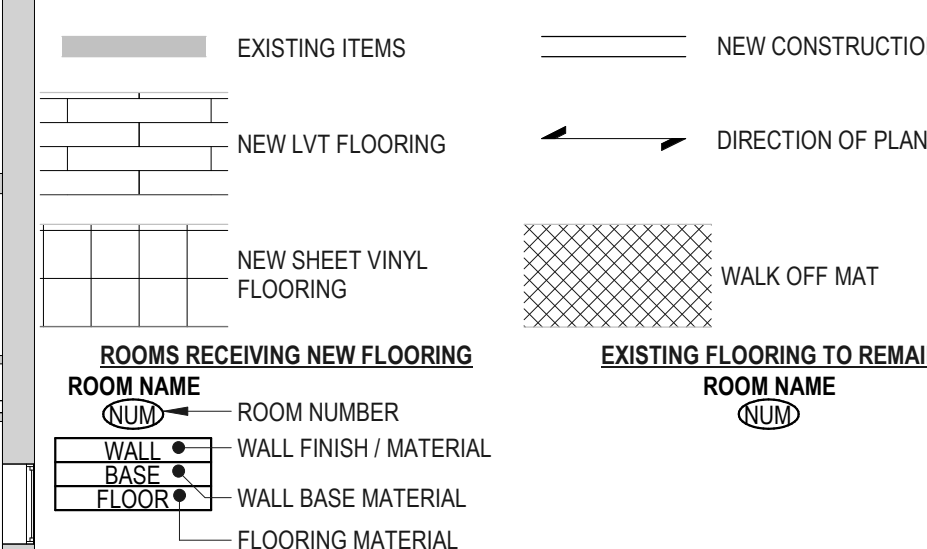 EXISTING ITEMS
NEW CONSTRUCTIO
NEW LVT FLOORING
DIRECTION OF PLAN
NEW SHEET VINYL
FLOORING
WALK OFF MAT
ROOMS RECEIVING NEW FLOORING
ROOM NAME
NUM
ROOM NUMBER
WALL
WALL FINISH / MATERIAL
BASE
WALL BASE MATERIAL
FLOOR
FLOORING MATERIAL
EXISTING FLOORING TO REMAI
ROOM NAME
NUM